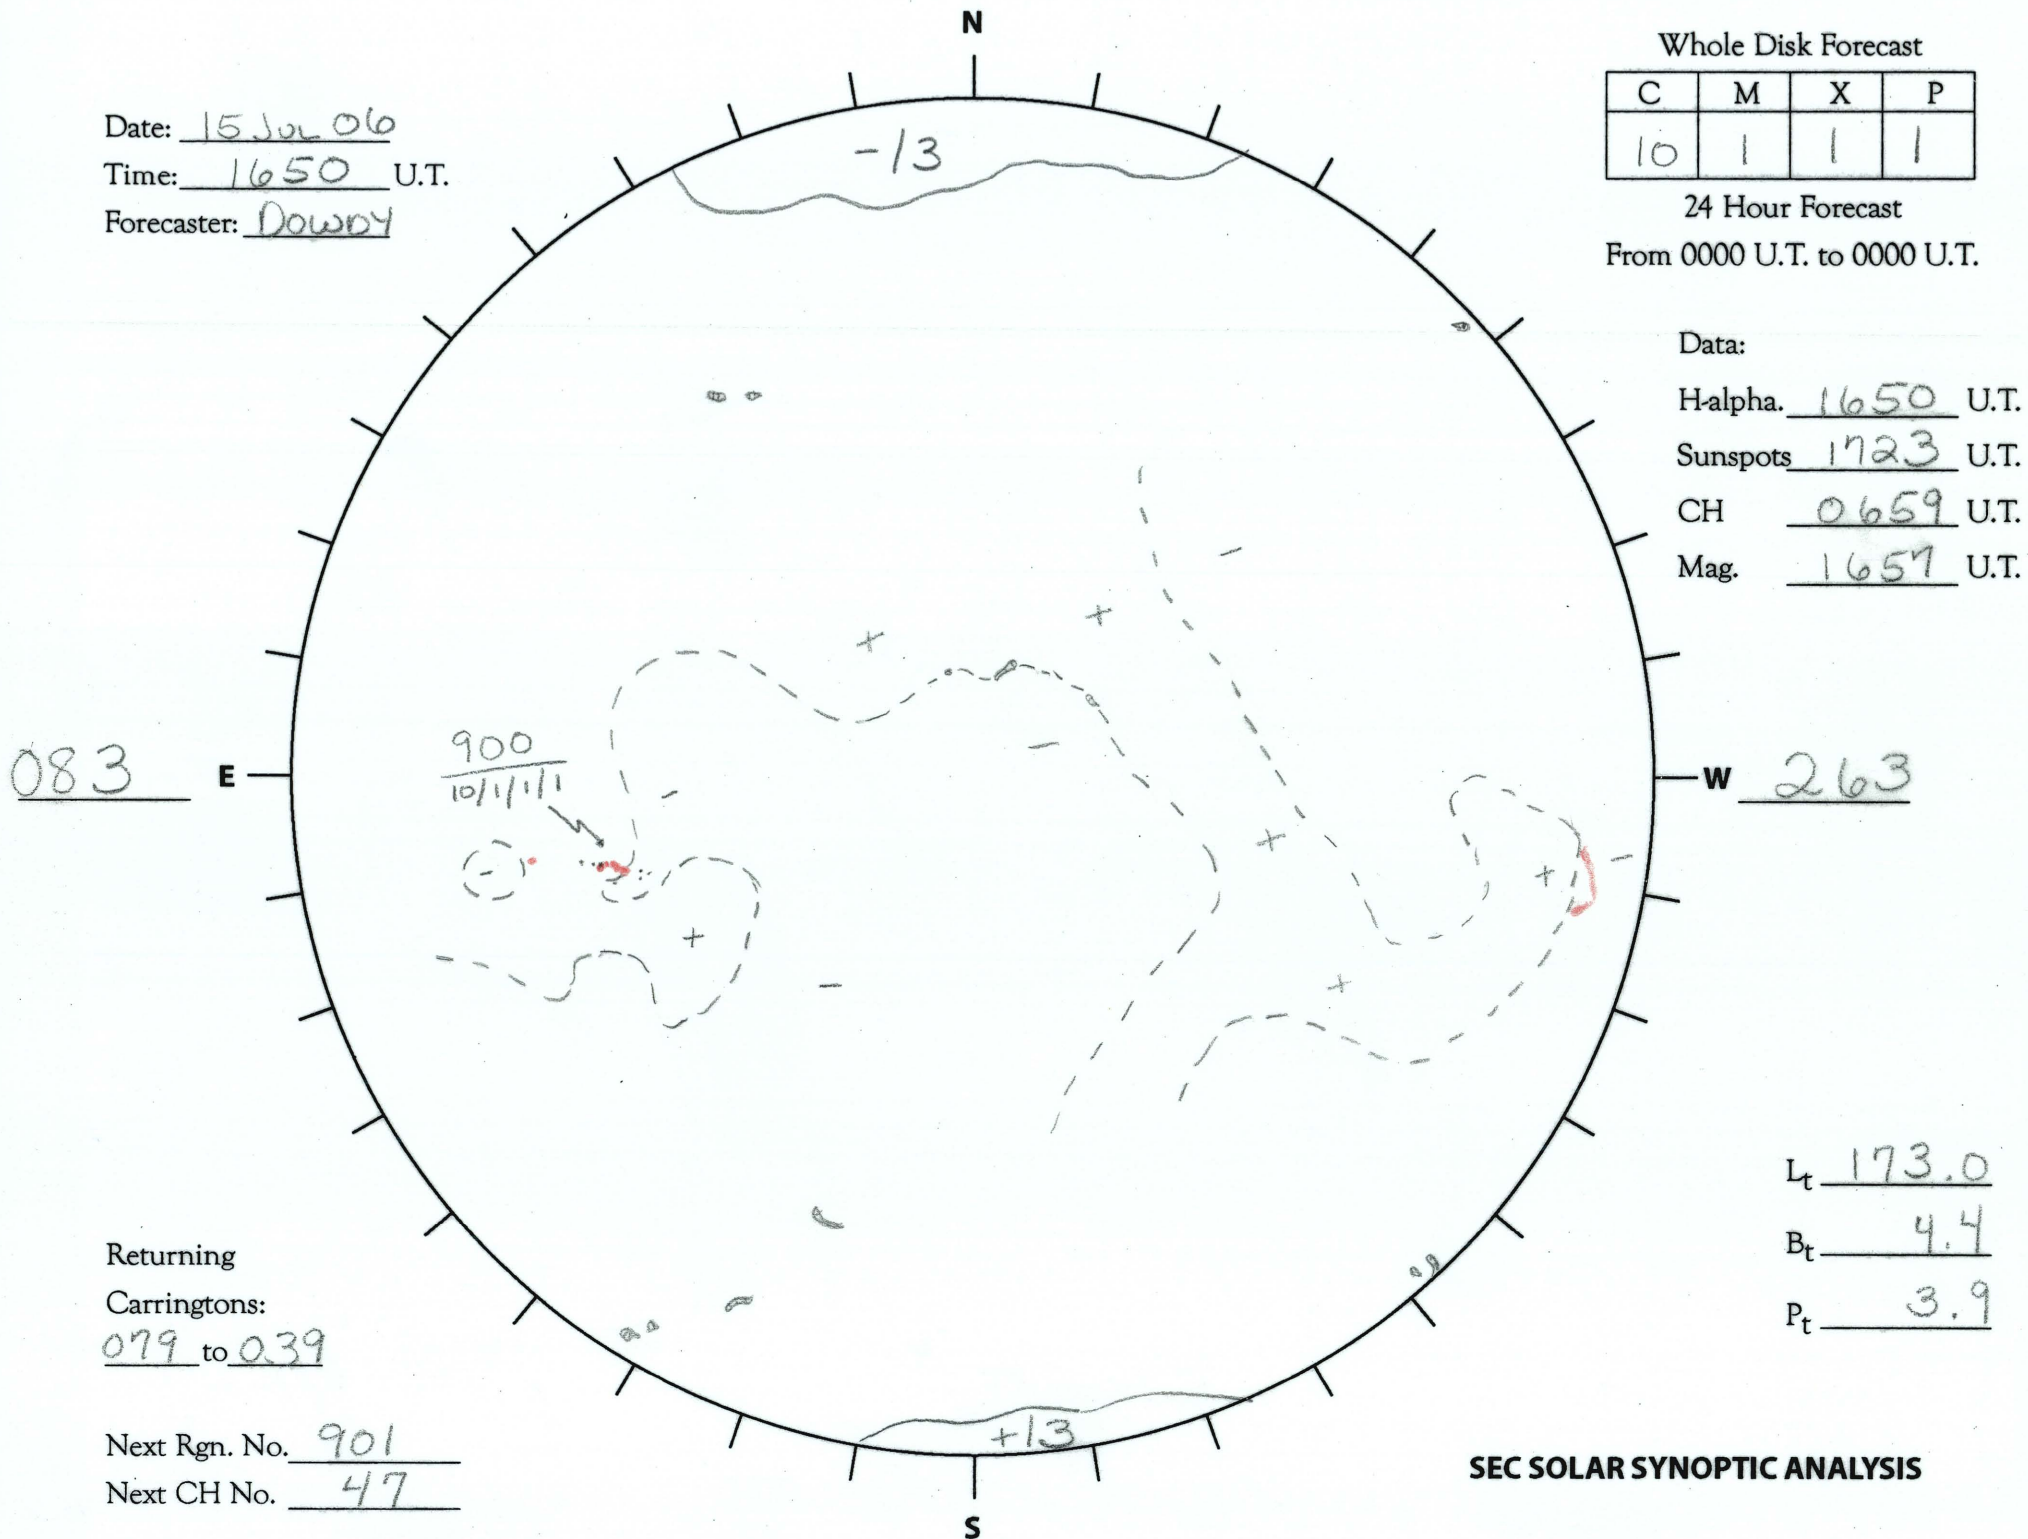 N
Date: 15 JUL 06
Time: 1650 U.T.
Forecaster: DOWDY
Whole Disk Forecast
C M X P
10 1 1 1
24 Hour Forecast
From 0000 U.T. to 0000 U.T.
-13
Data:
H-alpha. 1650 U.T.
Sunspots 1723 U.T.
CH 0659 U.T.
Mag. 1657 U.T.
900
10/1/1/1
083 E
W 263
Lt 173.0
Bt 4.4
Pt 3.9
Returning
Carringtons:
079 to 039
Next Rgn. No. 901
Next CH No. 47
+13
SEC SOLAR SYNOPTIC ANALYSIS
S